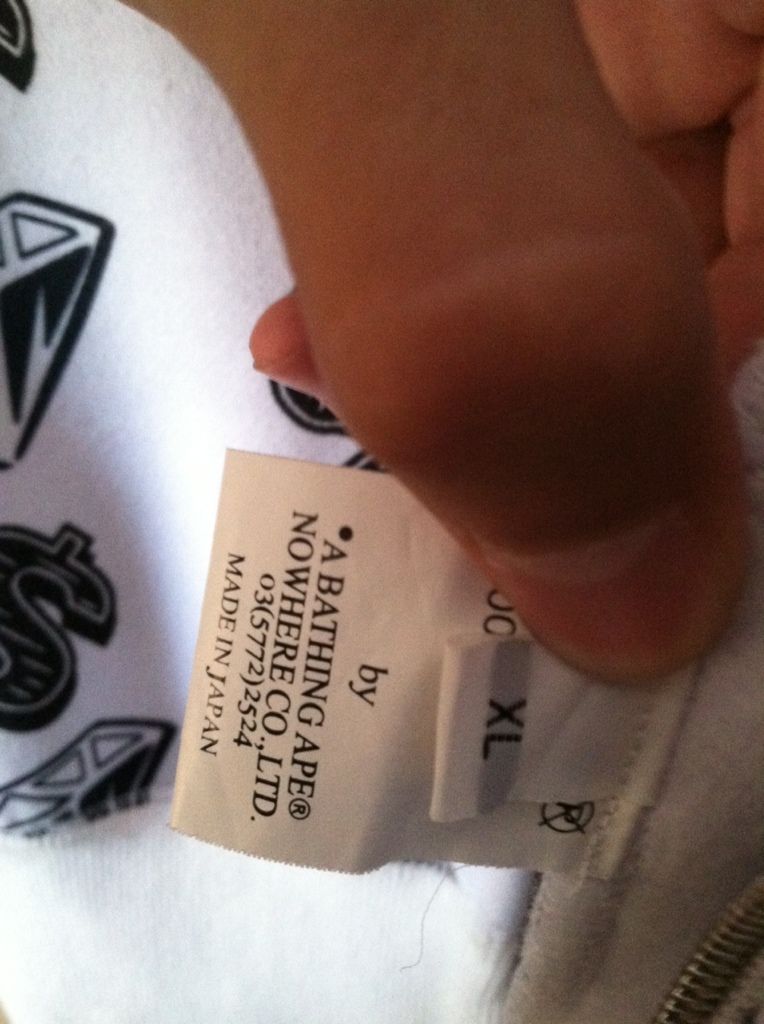 XL
by
•A BATHING APE®
NOWHERE CO., LTD.
03(5772)2524
MADE IN JAPAN